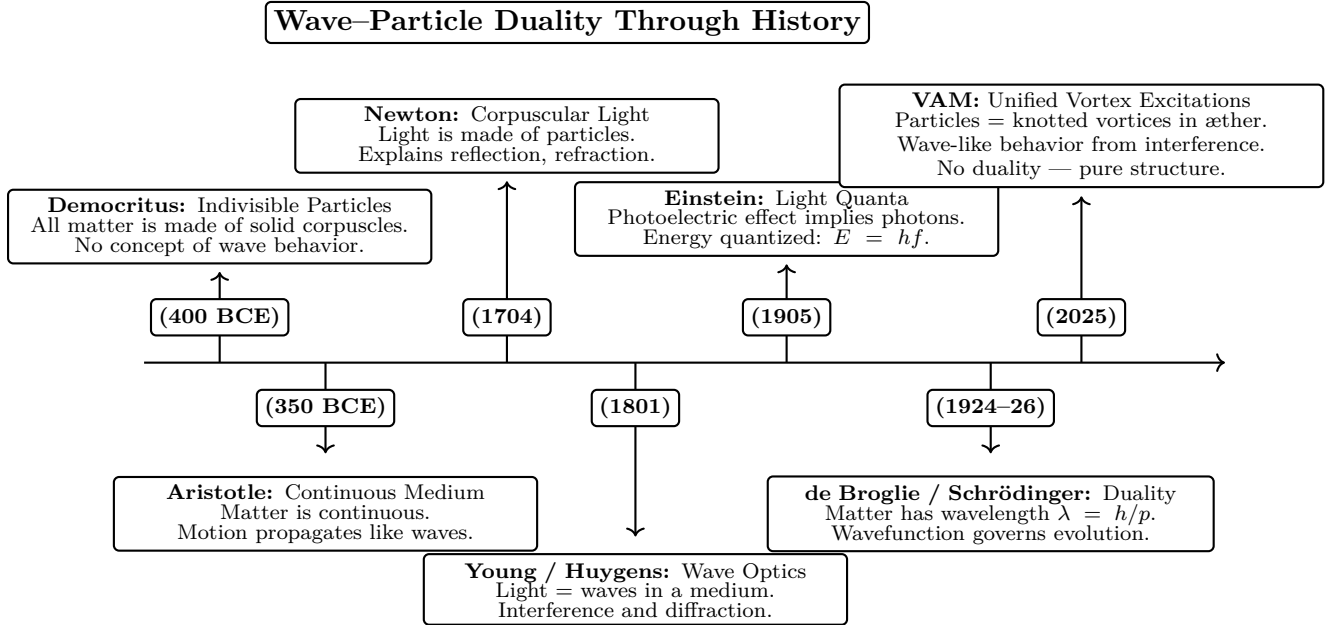 Wave–Particle Duality Through History
VAM: Unified Vortex Excitations
Particles = knotted vortices in æther.
Wave-like behavior from interference.
No duality — pure structure.
Newton: Corpuscular Light
Light is made of particles.
Explains reflection, refraction.
Einstein: Light Quanta
Photoelectric effect implies photons.
Energy quantized: E = hf.
Democritus: Indivisible Particles
All matter is made of solid corpuscles.
No concept of wave behavior.
(400 BCE)
(1704)
(1905)
(2025)
(350 BCE)
(1801)
(1924–26)
Aristotle: Continuous Medium
Matter is continuous.
Motion propagates like waves.
de Broglie / Schrödinger: Duality
Matter has wavelength λ = h/p.
Wavefunction governs evolution.
Young / Huygens: Wave Optics
Light = waves in a medium.
Interference and diffraction.